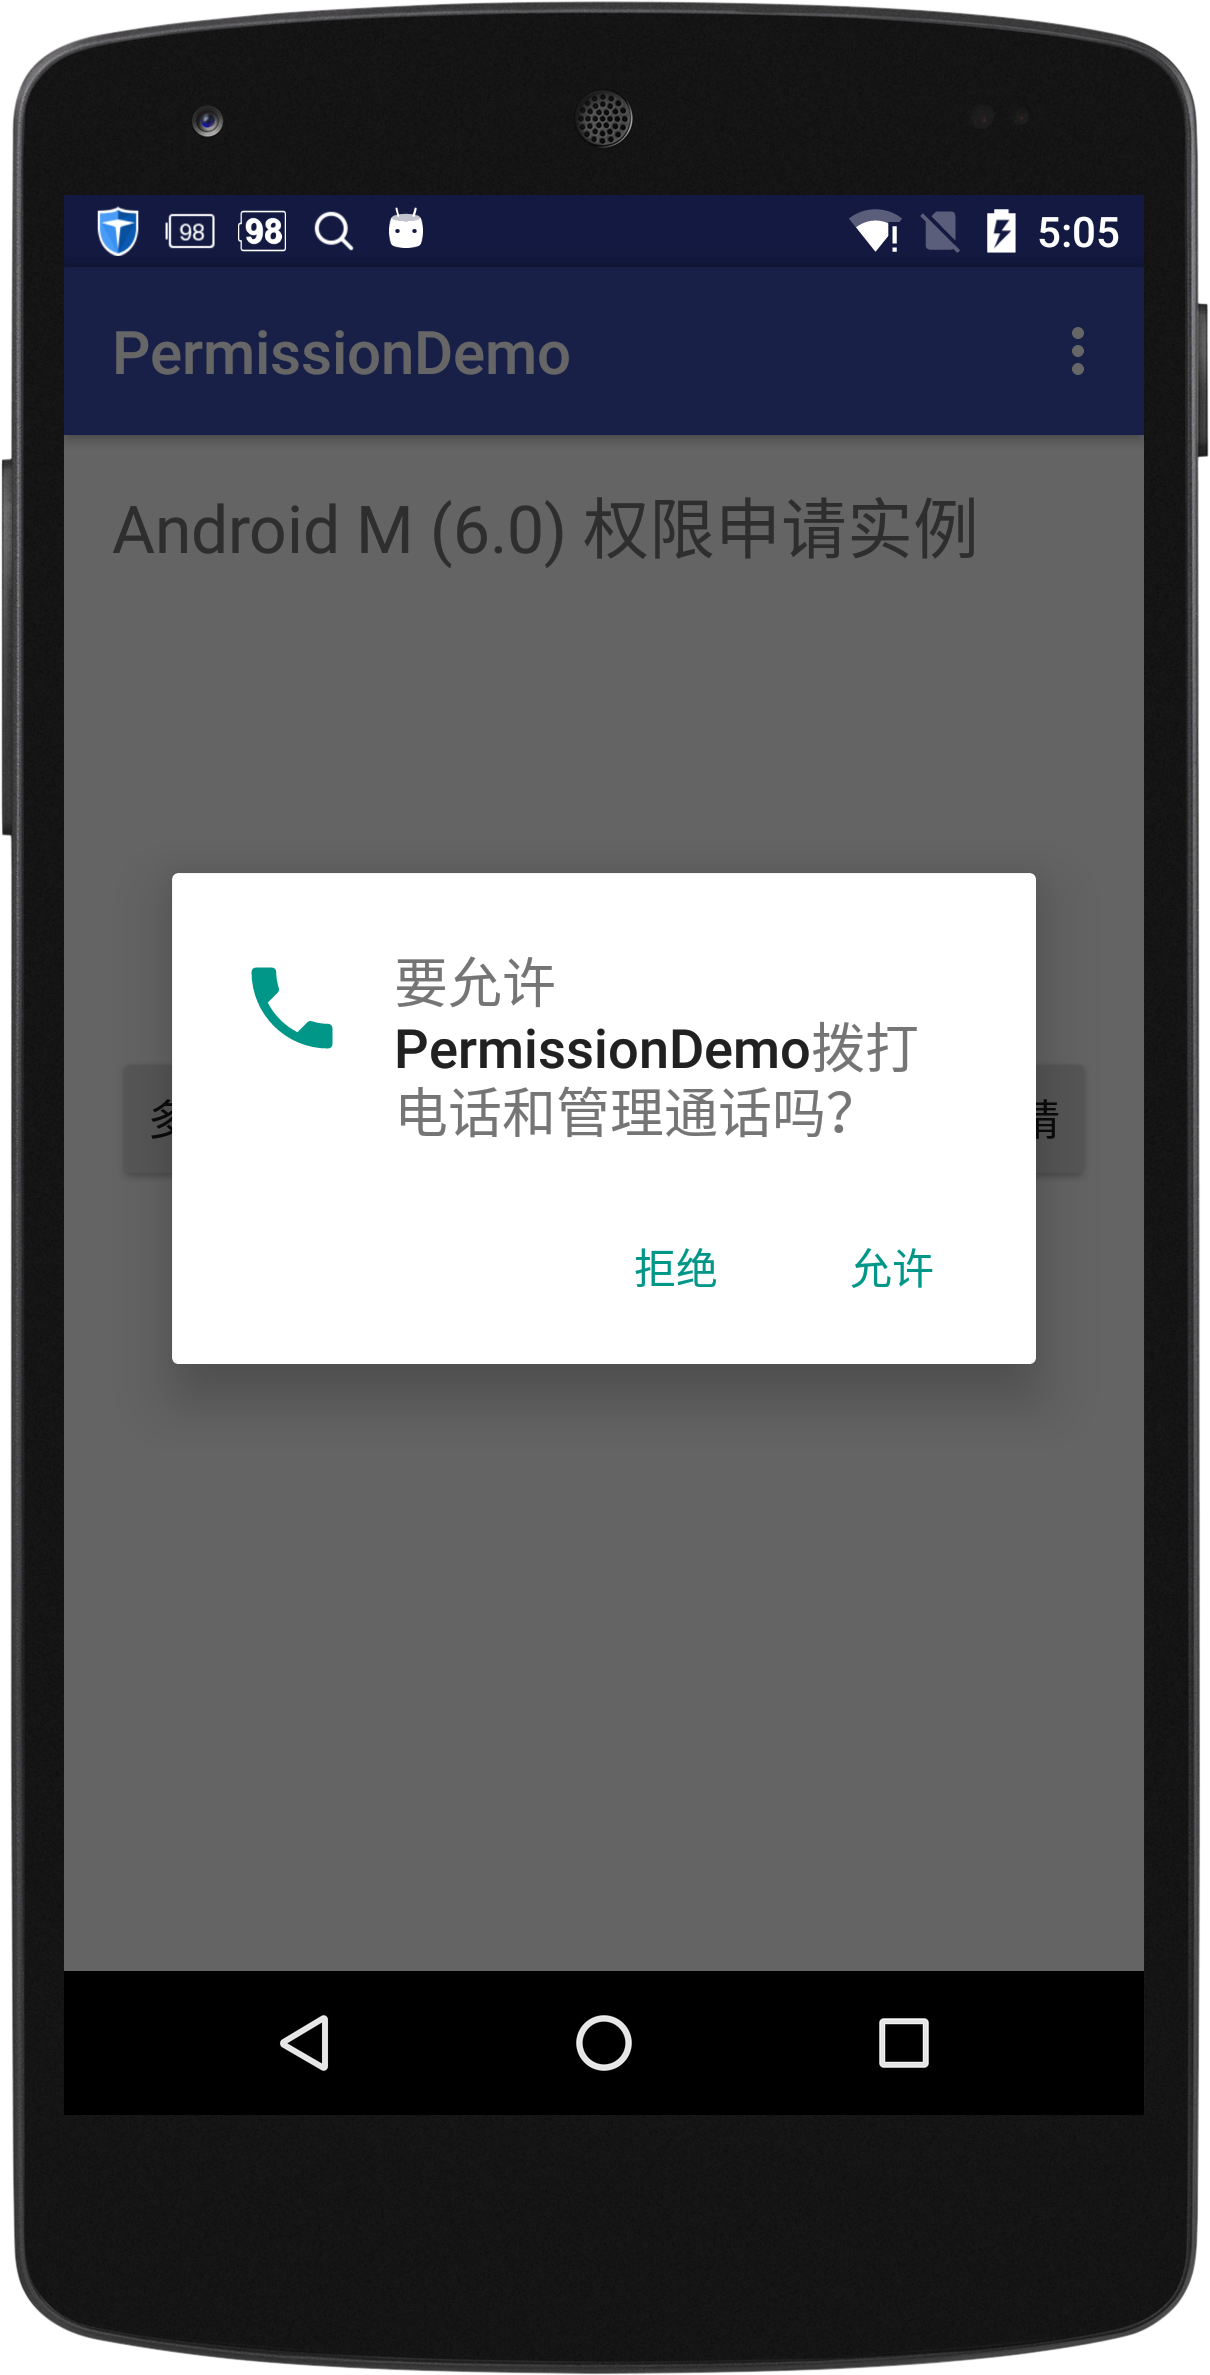 98 98 5:05
PermissionDemo
Android M (6.0) 权限申请实例
要允许
PermissionDemo拨打
电话和管理通话吗？
多 请
拒绝 允许